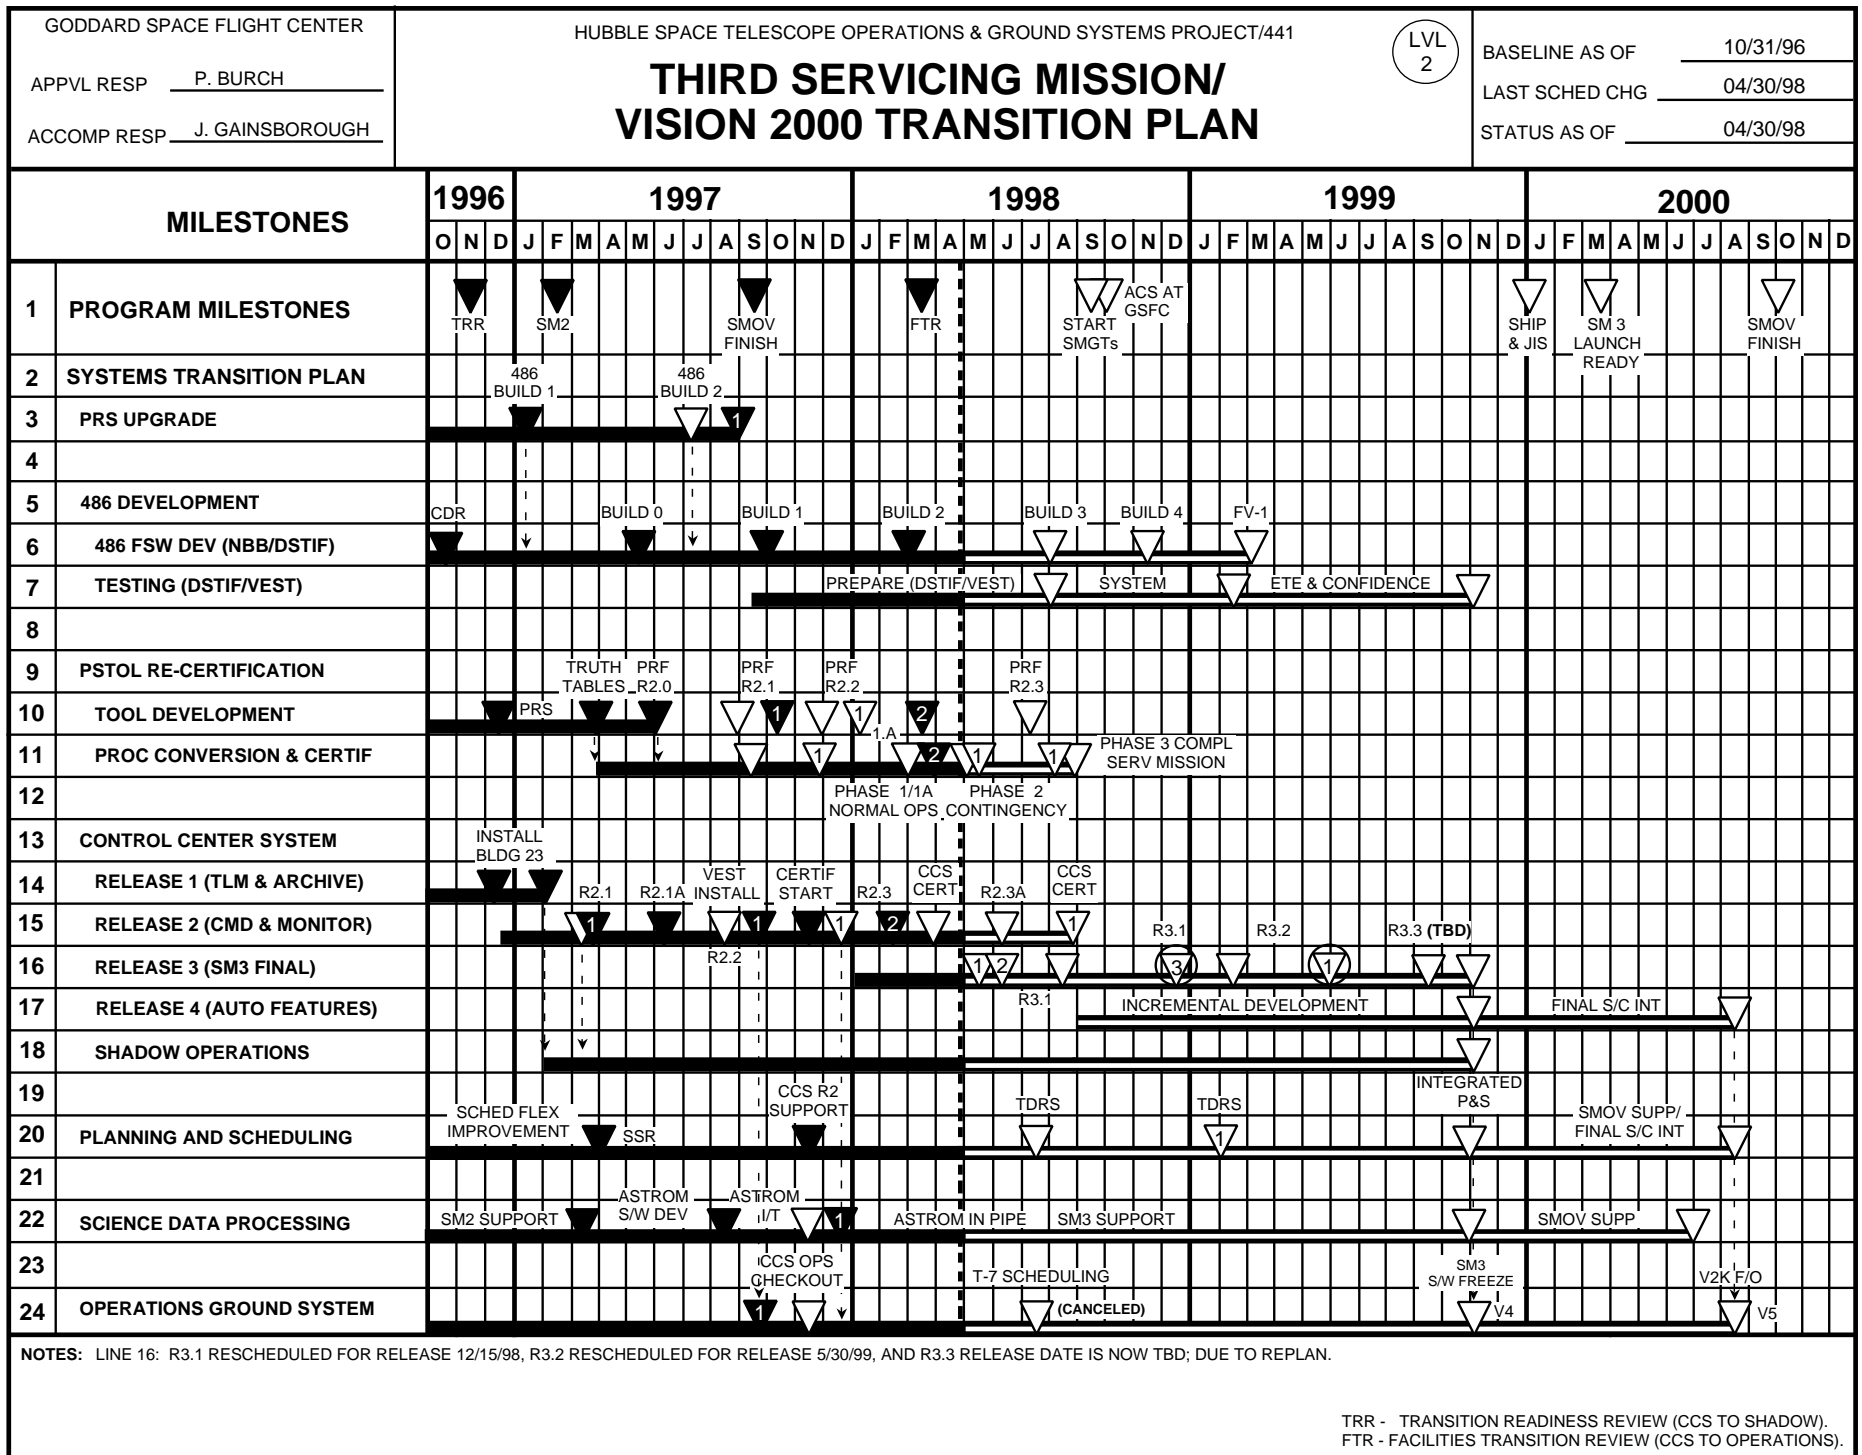 GODDARD SPACE FLIGHT CENTER
APPVL RESP P. BURCH
ACCOMP RESP J. GAINSBOROUGH
HUBBLE SPACE TELESCOPE OPERATIONS & GROUND SYSTEMS PROJECT/441
THIRD SERVICING MISSION/
VISION 2000 TRANSITION PLAN
LVL
2
BASELINE AS OF 10/31/96
LAST SCHED CHG 04/30/98
STATUS AS OF 04/30/98
MILESTONES
1996 1997 1998 1999 2000
O N D J F M A M J J A S O N D J F M A M J J A S O N D J F M A M J J A S O N D J F M A M J J A S O N D
1 PROGRAM MILESTONES
TRR SM2 SMOV FTR START ACS AT SHIP SM 3 SMOV
FINISH SMGTs GSFC & JIS LAUNCH FINISH
READY
2 SYSTEMS TRANSITION PLAN
486 486
BUILD 1 BUILD 2
3 PRS UPGRADE 1
4
5 486 DEVELOPMENT
CDR BUILD 0 BUILD 1 BUILD 2 BUILD 3 BUILD 4 FV-1
6 486 FSW DEV (NBB/DSTIF)
7 TESTING (DSTIF/VEST) PREPARE (DSTIF/VEST) SYSTEM ETE & CONFIDENCE
8
9 PSTOL RE-CERTIFICATION
TRUTH PRF PRF PRF PRF
TABLES R2.0 R2.1 R2.2 R2.3
10 TOOL DEVELOPMENT PRS 1 1 2
1.A
11 PROC CONVERSION & CERTIF 1 2 1 1 PHASE 3 COMPL
SERV MISSION
12
PHASE 1/1A PHASE 2
NORMAL OPS CONTINGENCY
13 CONTROL CENTER SYSTEM
INSTALL
BLDG 23
14 RELEASE 1 (TLM & ARCHIVE)
R2.1 R2.1A VEST CERTIF R2.3 CCS R2.3A CCS
INSTALL START CERT CERT
15 RELEASE 2 (CMD & MONITOR) 1 1 1 2 1
R2.2 R3.1 R3.2 R3.3 (TBD)
16 RELEASE 3 (SM3 FINAL) 1 2 3 1
R3.1
17 RELEASE 4 (AUTO FEATURES) INCREMENTAL DEVELOPMENT FINAL S/C INT
18 SHADOW OPERATIONS
19
SCHED FLEX CCS R2 TDRS TDRS INTEGRATED SMOV SUPP/
IMPROVEMENT SUPPORT P&S FINAL S/C INT
20 PLANNING AND SCHEDULING SSR 1
21
ASTROM ASTROM
S/W DEV I/T
22 SCIENCE DATA PROCESSING SM2 SUPPORT 1 ASTROM IN PIPE SM3 SUPPORT SMOV SUPP
23
CCS OPS T-7 SCHEDULING SM3 V2K F/O
CHECKOUT S/W FREEZE
24 OPERATIONS GROUND SYSTEM 1 (CANCELED) V4 V5
NOTES: LINE 16: R3.1 RESCHEDULED FOR RELEASE 12/15/98, R3.2 RESCHEDULED FOR RELEASE 5/30/99, AND R3.3 RELEASE DATE IS NOW TBD; DUE TO REPLAN.
TRR - TRANSITION READINESS REVIEW (CCS TO SHADOW).
FTR - FACILITIES TRANSITION REVIEW (CCS TO OPERATIONS).